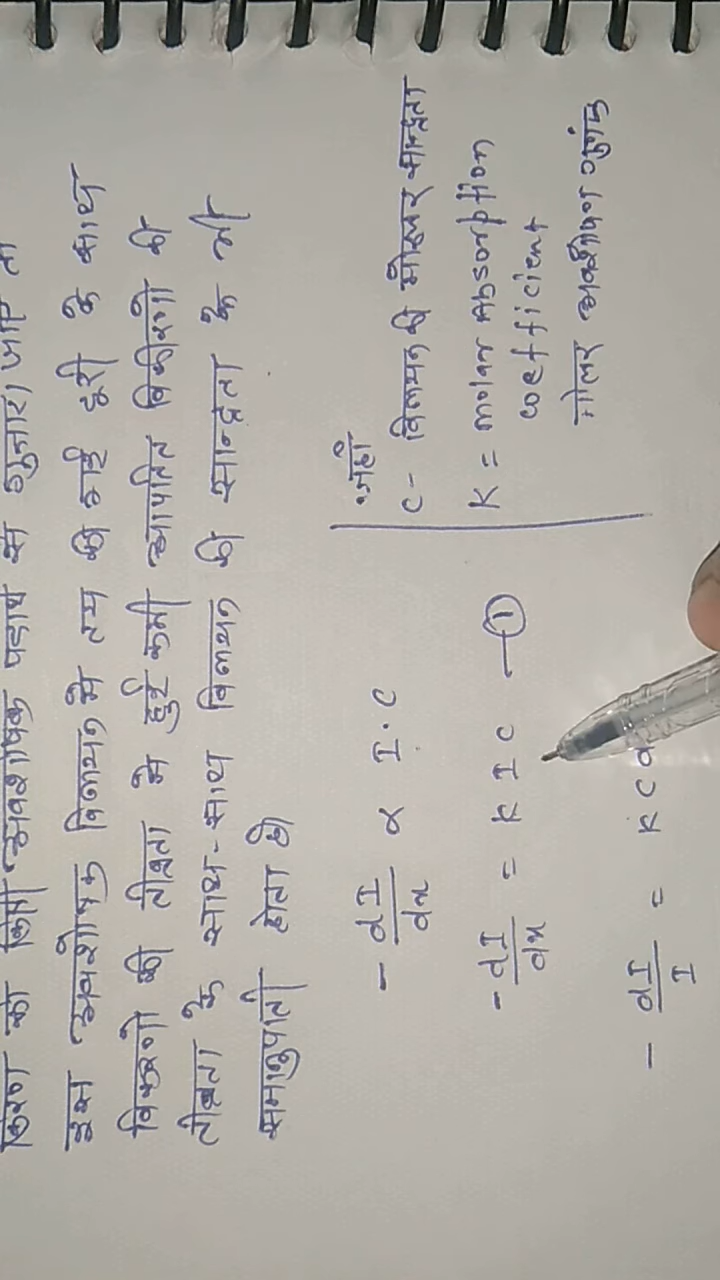 किरण को किसी अवशोषक पदार्थ से गुजारा जाए तो
इस अवशोषक विलयन में तय की गई दूरी के साथ
विकिरणो की तीव्रता में हुई कमी आपतित विकीरणो की
तीव्रता के साथ-साथ विलयन की सान्द्रता के भी
समानुपाती होता है
- dI/dx ∝ I.C
- dI/dx = K I C —①
- dI/I = K C
जहाँ
C - विलयन की मोलर सान्द्रता
K = molar Absorption
coefficient
मोलर अवशोषण गुणांक